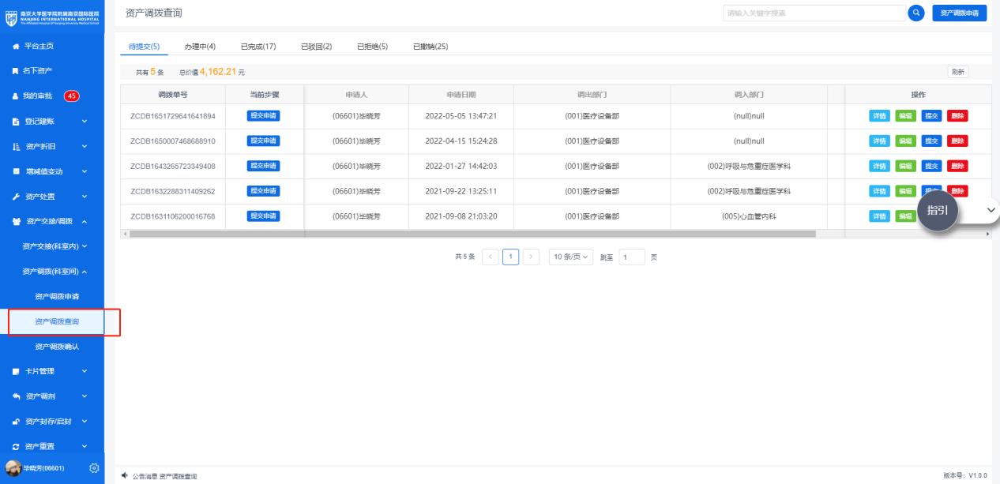 南京大学医学院附属南京国际医院
NANJING INTERNATIONAL HOSPITAL
The Affiliated Hospital Of Nanjing University Medical School
平台主页
名下资产
我的审批 45
登记建账
资产折旧
增减值变动
资产处置
资产交接/调拨
资产交接(科室内)
资产调拨(科室间)
资产调拨申请
资产调拨查询
资产调拨确认
卡片管理
资产调剂
资产封存/启封
资产重置
毕晓芳(06601)
资产调拨查询
请输入关键字搜素
资产调拨申请
待提交(5) 办理中(4) 已完成(17) 已驳回(2) 已拒绝(5) 已撤销(25)
共有 5 条 总价值 4,162.21 元 刷新
调拨单号 当前步骤 申请人 申请日期 调出部门 调入部门 操作
ZCDB1651729641641894 提交申请 (06601)毕晓芳 2022-05-05 13:47:21 (001)医疗设备部 (null)null 详情 编辑 提交 删除
ZCDB1650007468688910 提交申请 (06601)毕晓芳 2022-04-15 15:24:28 (001)医疗设备部 (null)null 详情 编辑 提交 删除
ZCDB1643265723349408 提交申请 (06601)毕晓芳 2022-01-27 14:42:03 (001)医疗设备部 (002)呼吸与危重症医学科 详情 编辑 提交 删除
ZCDB1632288311409262 提交申请 (06601)毕晓芳 2021-09-22 13:25:11 (001)医疗设备部 (002)呼吸与危重症医学科 详情 编辑 提交 删除
ZCDB1631106200016768 提交申请 (06601)毕晓芳 2021-09-08 21:03:20 (001)医疗设备部 (005)心血管内科 详情 编辑
指引
共 5 条 1 10 条/页 跳至 1 页
公告消息 资产调拨查询
版本号: V1.0.0